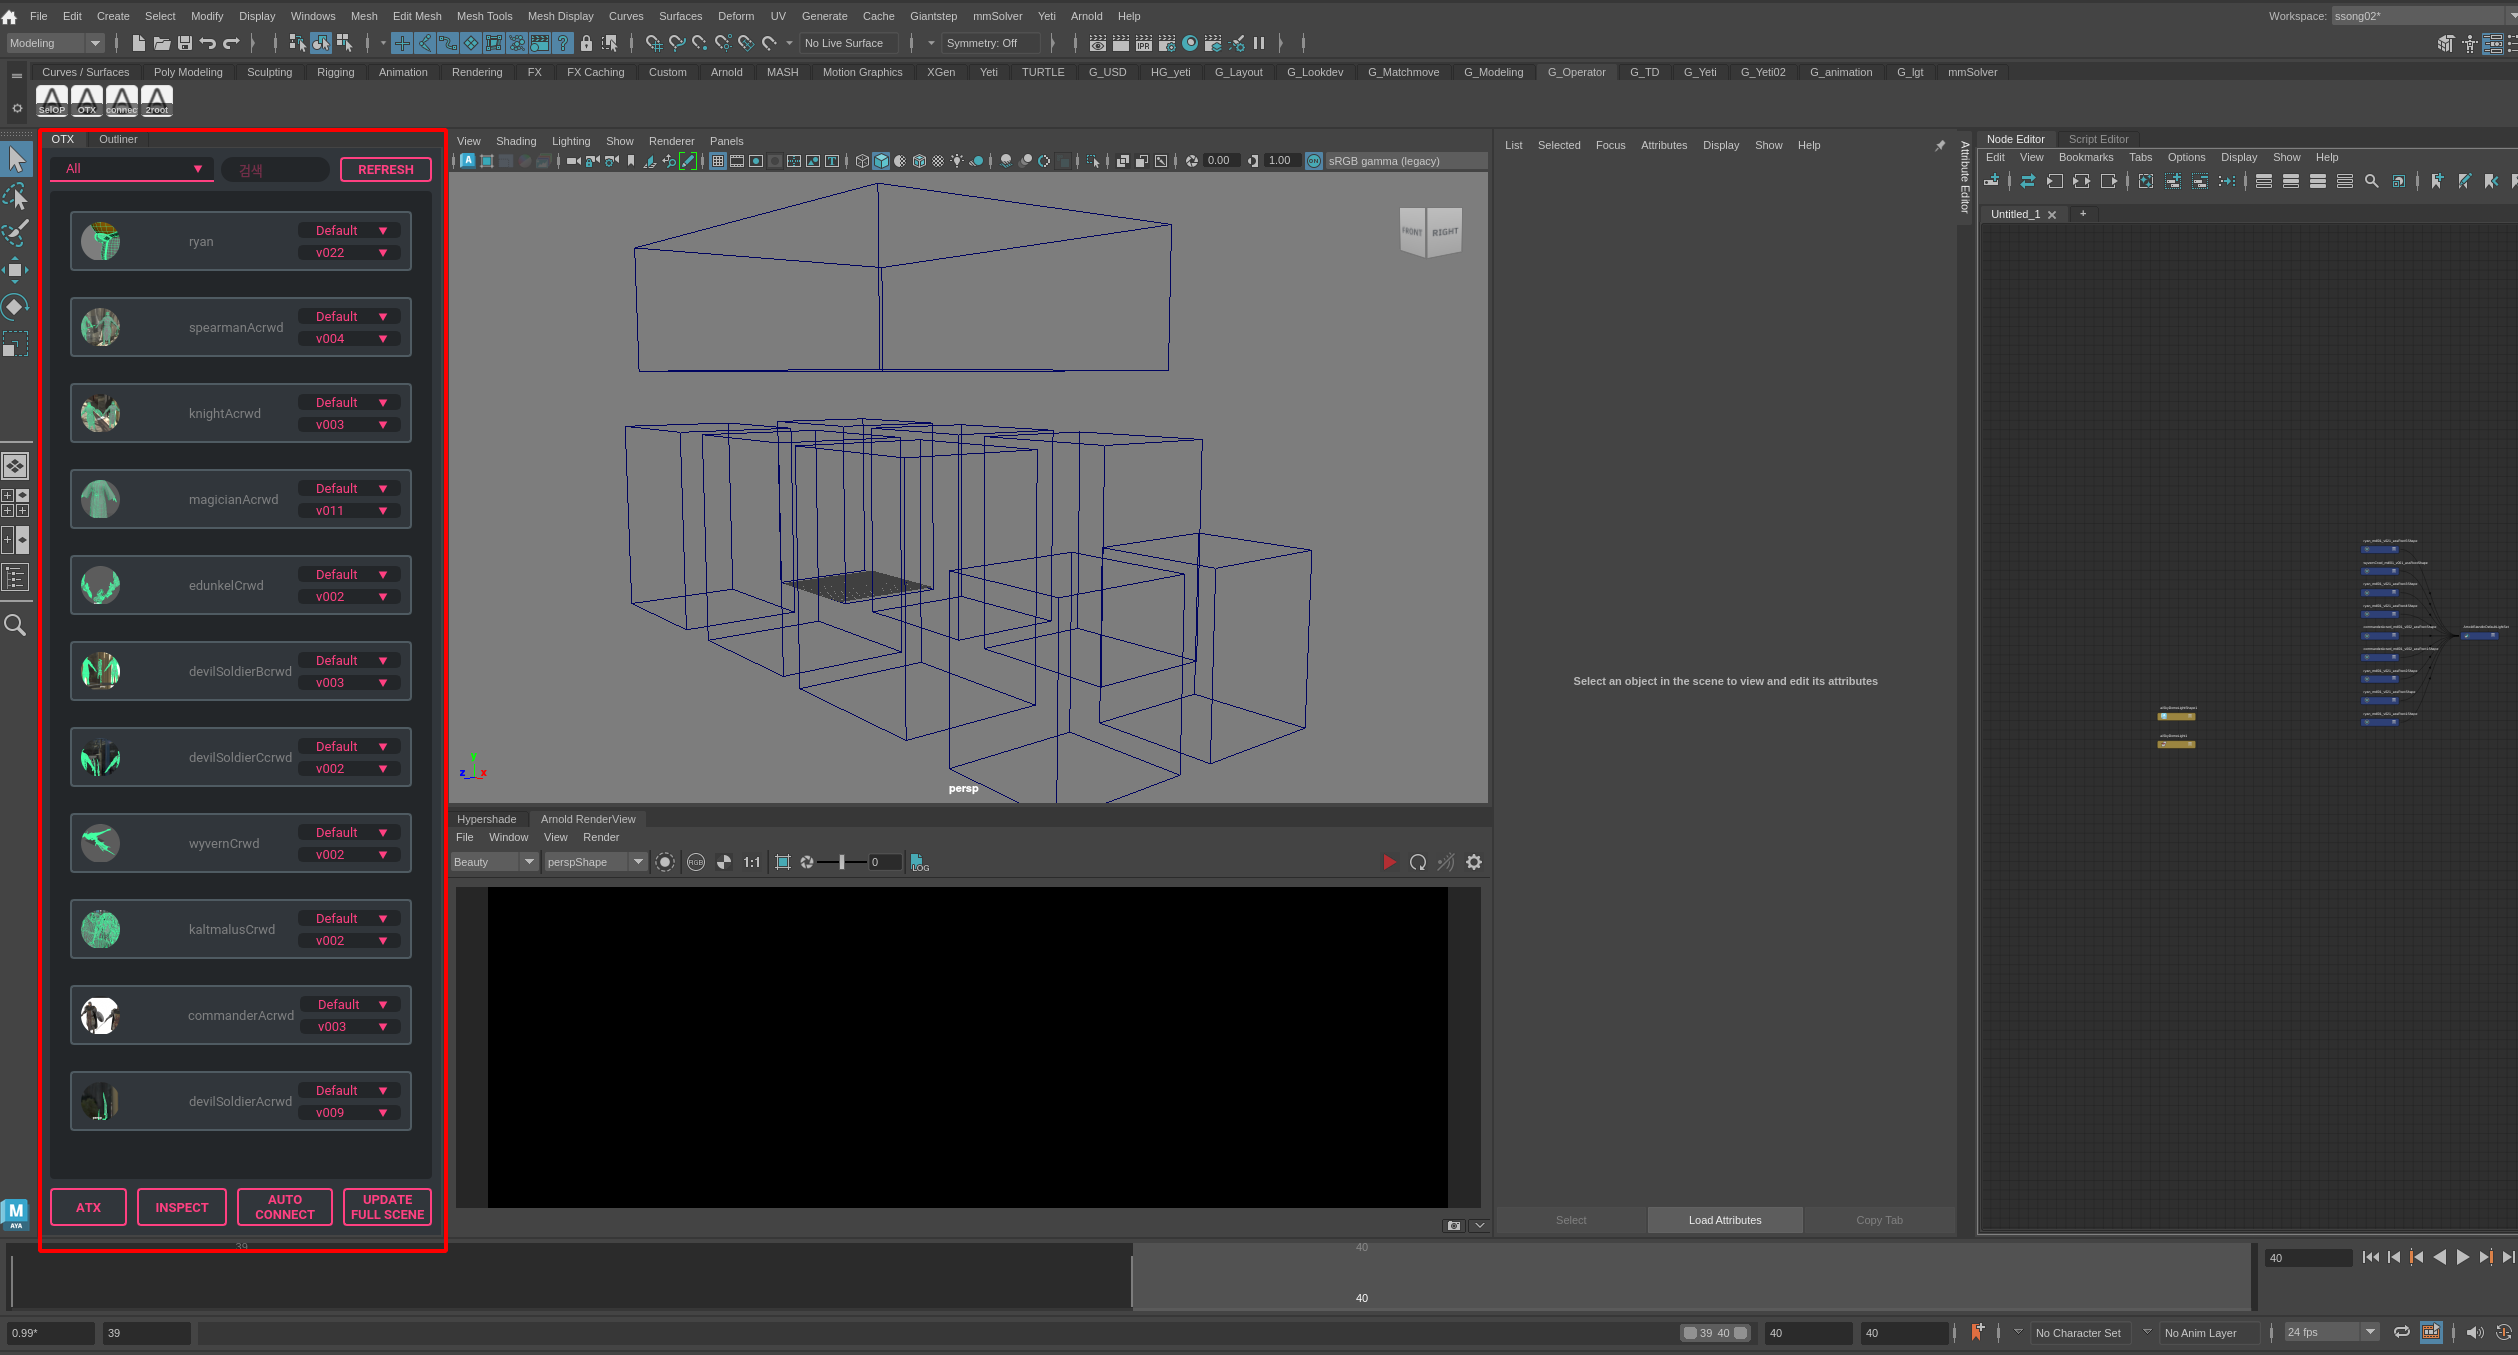 File Edit Create Select Modify Display Windows Mesh Edit Mesh Mesh Tools Mesh Display Curves Surfaces Deform UV Generate Cache Giantstep mmSolver Yeti Arnold Help
Workspace: ssong02*
Modeling
No Live Surface
Symmetry: Off
IPR
Curves / Surfaces Poly Modeling Sculpting Rigging Animation Rendering FX FX Caching Custom Arnold MASH Motion Graphics XGen Yeti TURTLE G_USD HG_yeti G_Layout G_Lookdev G_Matchmove G_Modeling G_Operator G_TD G_Yeti G_Yeti02 G_animation G_lgt mmSolver
SelOP OTX connec 2root
OTX Outliner
All
검색
REFRESH
ryan
Default
v022
spearmanAcrwd
Default
v004
knightAcrwd
Default
v003
magicianAcrwd
Default
v011
edunkelCrwd
Default
v002
devilSoldierBcrwd
Default
v003
devilSoldierCcrwd
Default
v002
wyvernCrwd
Default
v002
kaltmalusCrwd
Default
v002
commanderAcrwd
Default
v003
devilSoldierAcrwd
Default
v009
ATX
INSPECT
AUTO
CONNECT
UPDATE
FULL SCENE
M
AYA
View Shading Lighting Show Renderer Panels
0.00
1.00
ON
sRGB gamma (legacy)
FRONT
RIGHT
y
z
x
persp
Hypershade Arnold RenderView
File Window View Render
Beauty
perspShape
RGB
1:1
0
LOG
List Selected Focus Attributes Display Show Help
Attribute Editor
Select an object in the scene to view and edit its attributes
Select
Load Attributes
Copy Tab
Node Editor Script Editor
Edit View Bookmarks Tabs Options Display Show Help
Untitled_1
+
39
40
40
40
0.99*
39
39 40
40
40
No Character Set
No Anim Layer
24 fps